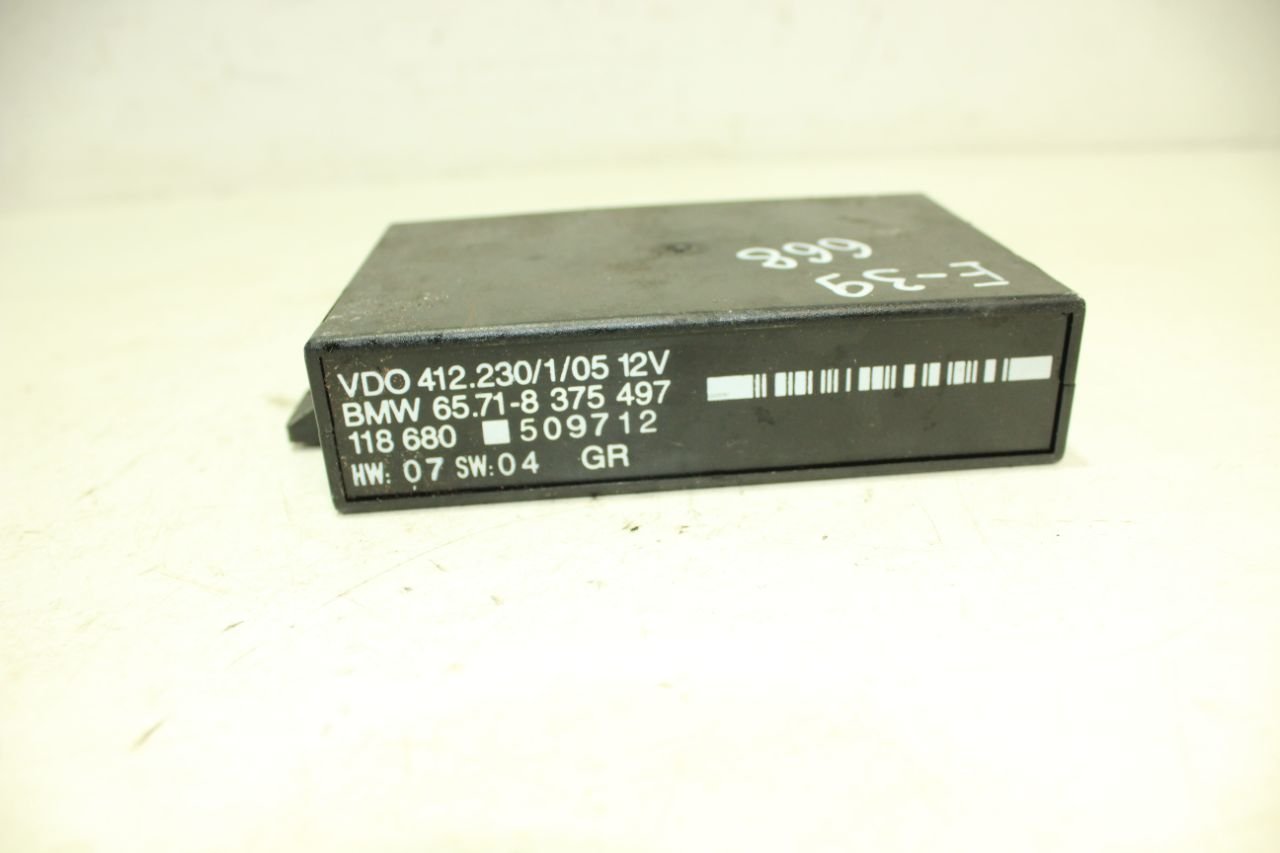 E-39
668
VDO 412.230/1/05 12V
BMW 65.71-8 375 497
118 680 509712
HW: 07 SW: 04 GR